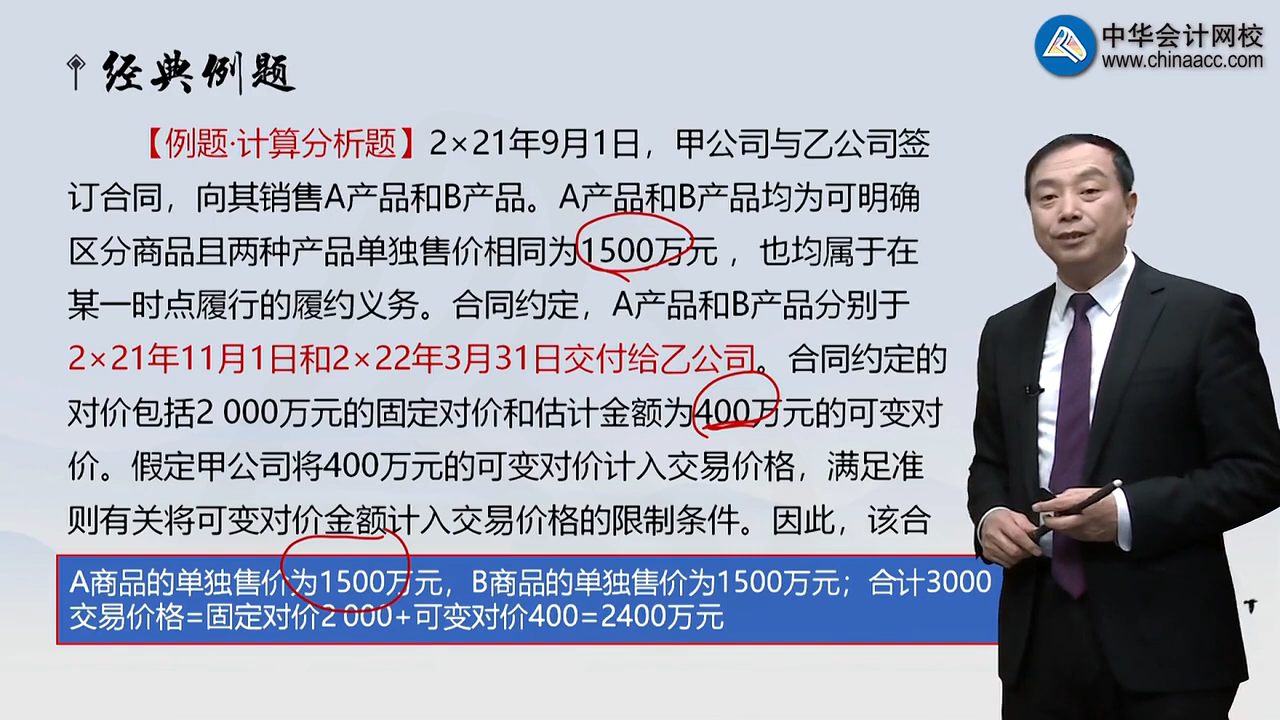 经典例题
中华会计网校
www.chinaacc.com
【例题·计算分析题】2×21年9月1日，甲公司与乙公司签
订合同，向其销售A产品和B产品。A产品和B产品均为可明确
区分商品且两种产品单独售价相同为1500万元，也均属于在
某一时点履行的履约义务。合同约定，A产品和B产品分别于
2×21年11月1日和2×22年3月31日交付给乙公司。合同约定的
对价包括2 000万元的固定对价和估计金额为400万元的可变对
价。假定甲公司将400万元的可变对价计入交易价格，满足准
则有关将可变对价金额计入交易价格的限制条件。因此，该合
A商品的单独售价为1500万元，B商品的单独售价为1500万元；合计3000
交易价格=固定对价2 000+可变对价400=2400万元